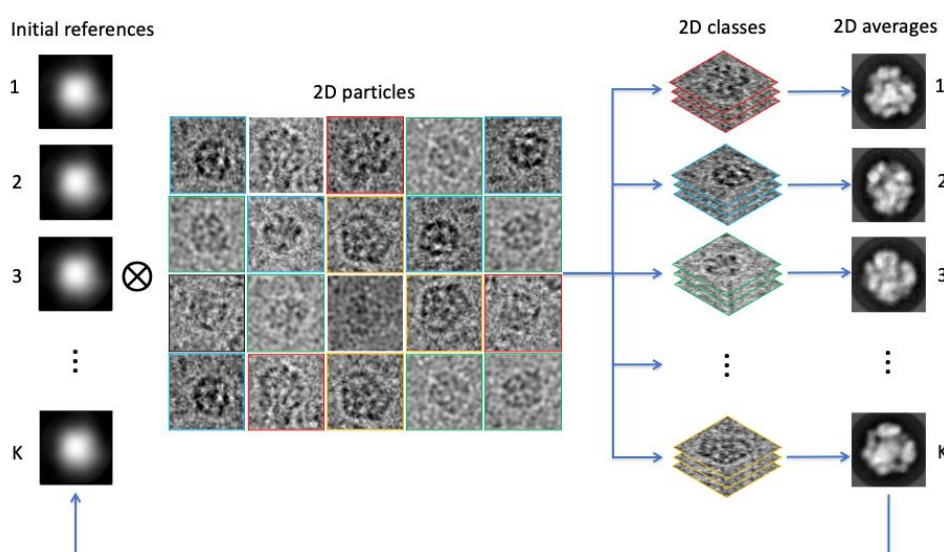 Initial references
2D classes
2D averages
2D particles
1
1
2
2
3
3
K
K